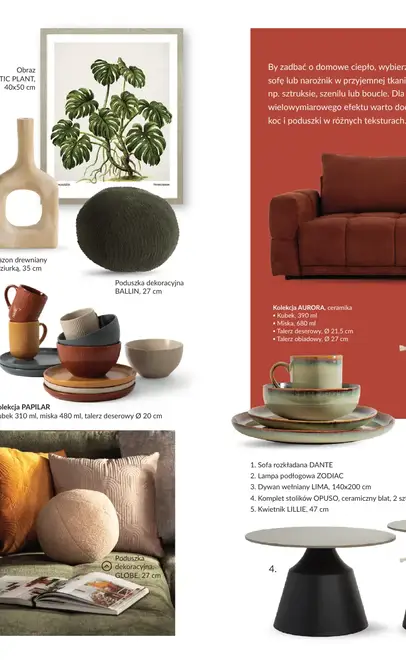 Obraz
TIC PLANT,
40x50 cm
azon drewniany
dziurką, 35 cm
Poduszka dekoracyjna
BALLIN, 27 cm
olekcja PAPILAR
ubek 310 ml, miska 480 ml, talerz deserowy Ø 20 cm
Poduszka
dekoracyjna
GLOBE, 27 cm
By zadbać o domowe ciepło, wybierz
sofę lub narożnik w przyjemnej tkani
np. sztruksie, szenilu lub boucle. Dla
wielowymiarowego efektu warto dod
koc i poduszki w różnych teksturach.
Kolekcja AURORA, ceramika
• Kubek, 390 ml
• Miska, 680 ml
• Talerz deserowy, Ø 21,5 cm
• Talerz obiadowy, Ø 27 cm
1. Sofa rozkładana DANTE
2. Lampa podłogowa ZODIAC
3. Dywan wełniany LIMA, 140x200 cm
4. Komplet stolików OPUSO, ceramiczny blat, 2 sz
5. Kwietnik LILLIE, 47 cm
4.